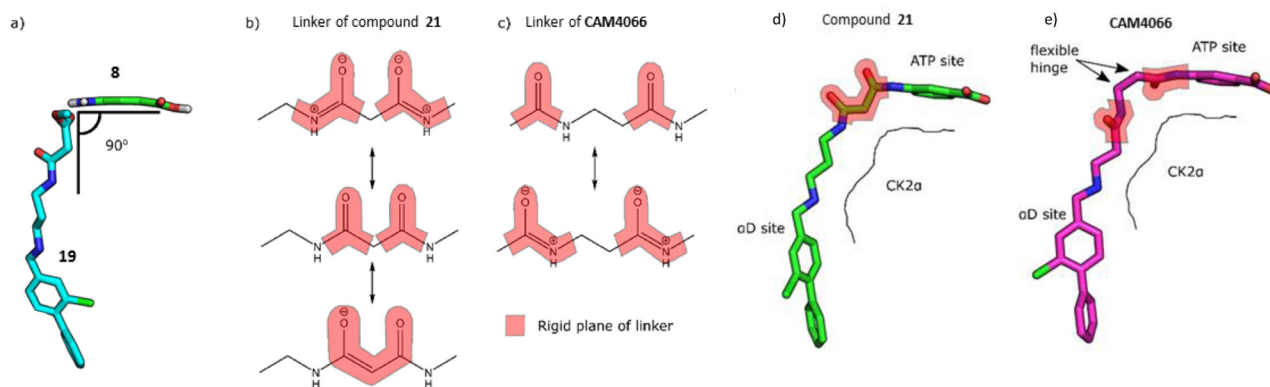 a)
8
90°
19
b) Linker of compound 21
O
⊖
O
⊖
N
⊕
H
N
⊕
H
O
O
N
H
N
H
O
⊖
O
N
H
N
H
c) Linker of CAM4066
O
O
N
H
N
H
O
⊖
O
⊖
N
⊕
H
N
⊕
H
Rigid plane of linker
d) Compound 21
ATP site
CK2α
αD site
e) CAM4066
flexible
hinge
ATP site
CK2α
αD site